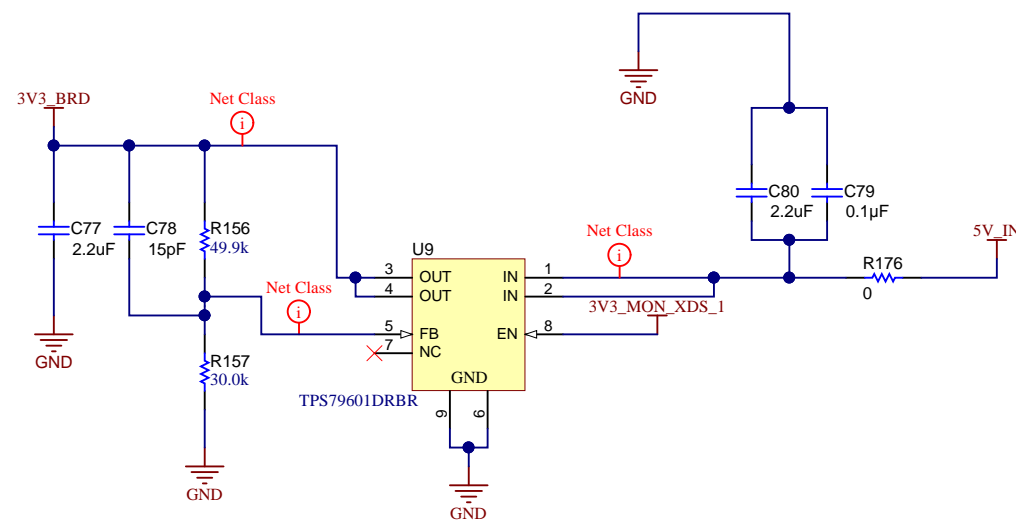 GND
3V3_BRD
Net Class
i
C80
2.2uF
C79
0.1µF
C77
2.2uF
C78
15pF
R156
49.9k
Net Class
i
5V_IN
U9
3
OUT
IN
1
4
OUT
IN
2
R176
0
Net Class
i
3V3_MON_XDS_1
5
FB
EN
8
7
NC
GND
R157
30.0k
TPS79601DRBR
9
6
GND
GND
GND